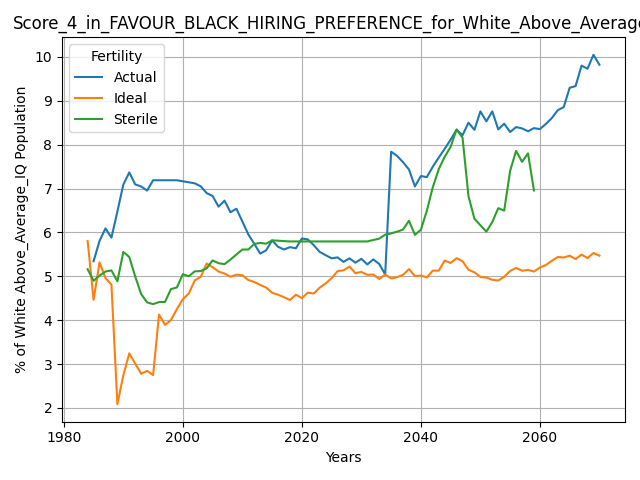 Score_4_in_FAVOUR_BLACK_HIRING_PREFERENCE_for_White_Above_Average
Fertility
Actual
Ideal
Sterile
% of White Above_Average_IQ Population
10
9
8
7
6
5
4
3
2
1980
2000
2020
2040
2060
Years